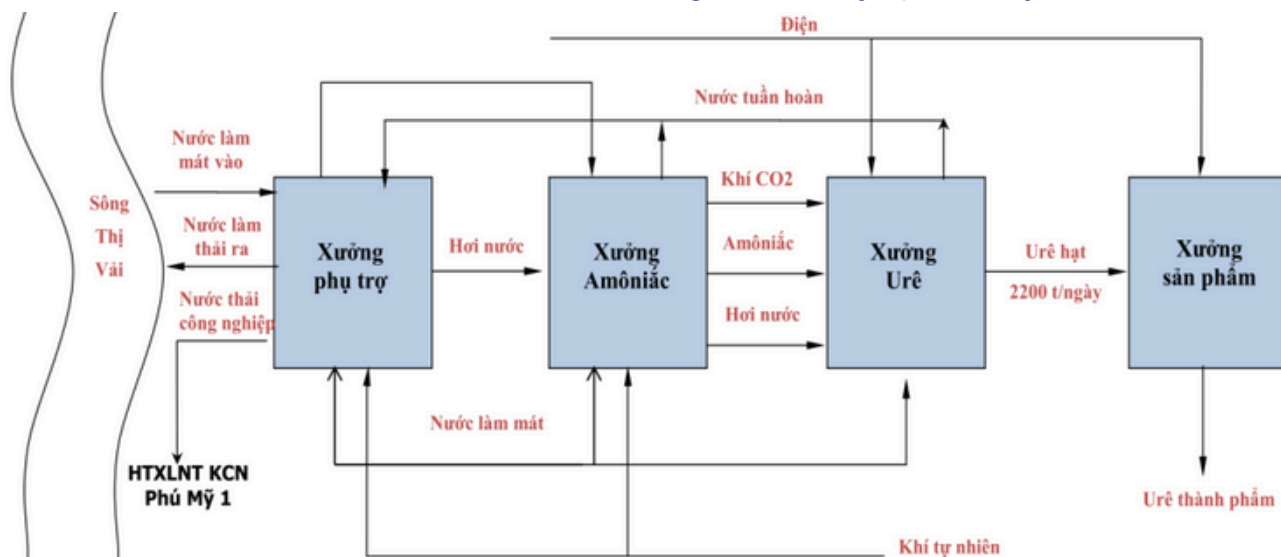 Điện
Nước tuần hoàn
Nước làm
mát vào
Khí CO2
Sông
Thị
Vải
Nước làm
thải ra
Xưởng
phụ trợ
Hơi nước
Xưởng
Amôniắc
Amôniắc
Xưởng
Urê
Urê hạt
2200 t/ngày
Xưởng
sản phẩm
Nước thải
công nghiệp
Hơi nước
Nước làm mát
HTXLNT KCN
Phú Mỹ 1
Urê thành phẩm
Khí tự nhiên